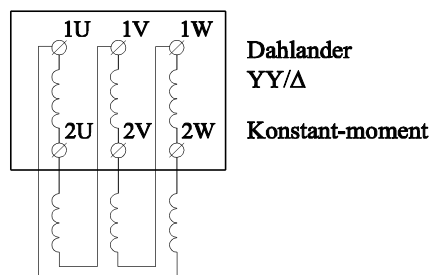 1U 1V 1W
2U 2V 2W
Dahlander
YY/Δ
Konstant-moment